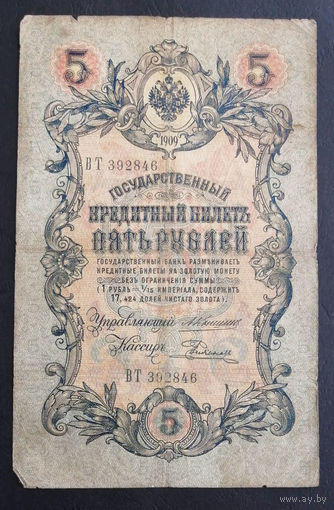 5 5
1909
ВТ 392846
ГОСУДАРСТВЕННЫЙ
КРЕДИТНЫЙ БИЛЕТЪ
ПЯТЬ РУБЛЕЙ
ГОСУДАРСТВЕННЫЙ БАНКЪ РАЗМѢНИВАЕТЪ
КРЕДИТНЫЕ БИЛЕТЫ НА ЗОЛОТУЮ МОНЕТУ
БЕЗЪ ОГРАНИЧЕНІЯ СУММЫ
(1 РУБЛЬ = 1/15 ИМПЕРІАЛА, СОДЕРЖИТЪ
17,424 ДОЛЕЙ ЧИСТАГО ЗОЛОТА).
Управляющій
Кассиръ
ВТ 392846
5
www.ay.by